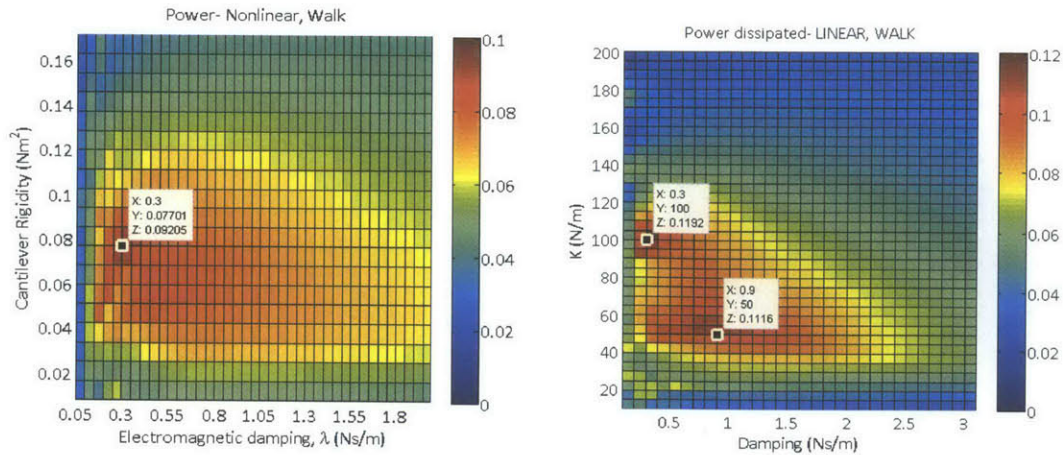 Power- Nonlinear, Walk
0.16
0.14
0.12
0.1
0.08
0.06
0.04
0.02
Cantilever Rigidity (Nm²)
X: 0.3
Y: 0.07701
Z: 0.09205
0.05 0.3 0.55 0.8 1.05 1.3 1.55 1.8
Electromagnetic damping, λ (Ns/m)
0.1
0.08
0.06
0.04
0.02
0
Power dissipated- LINEAR, WALK
200
180
160
140
120
100
80
60
40
20
K (N/m)
X: 0.3
Y: 100
Z: 0.1192
X: 0.9
Y: 50
Z: 0.1116
0.5 1 1.5 2 2.5 3
Damping (Ns/m)
0.12
0.1
0.08
0.06
0.04
0.02
0